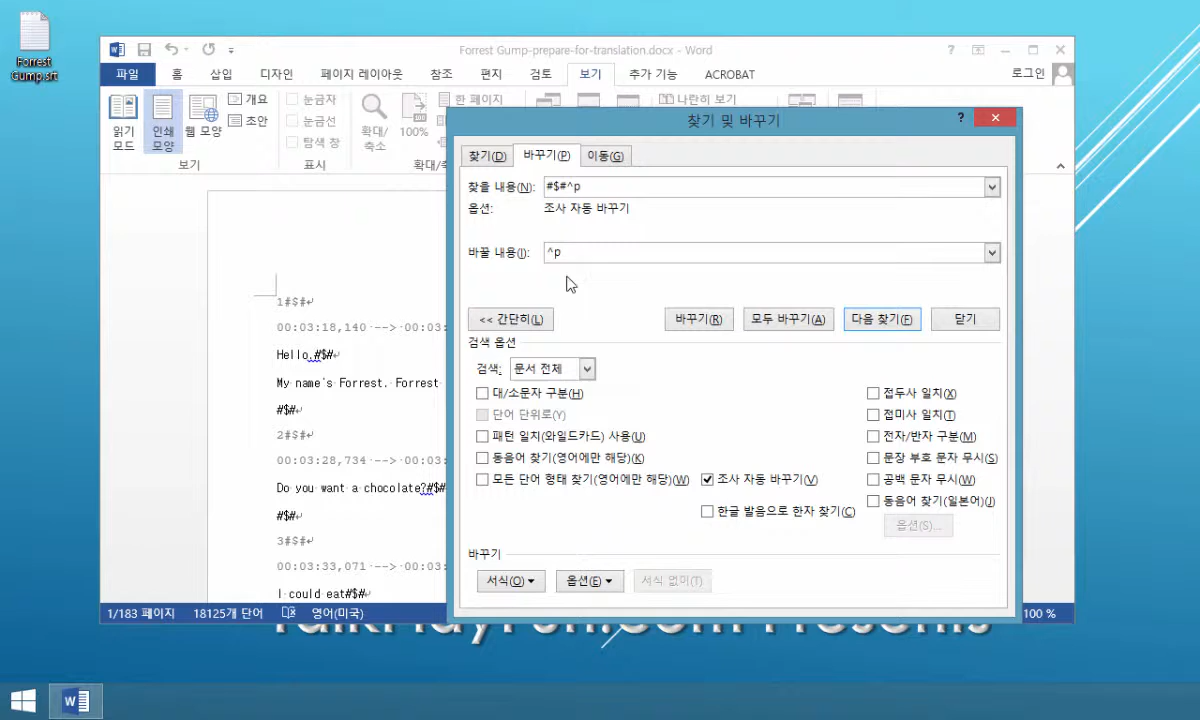 Forrest Gump.srt
Forrest Gump-prepare-for-translation.docx - Word
파일 홈 삽입 디자인 페이지 레이아웃 참조 편지 검토 보기 추가 기능 ACROBAT 로그인
읽기 모드
인쇄 모양
웹 모양
개요
초안
보기
눈금자
눈금선
탐색 창
표시
확대/축소
100%
한 페이지
나란히 보기
찾기 및 바꾸기
찾기(D) 바꾸기(P) 이동(G)
찾을 내용(N): #$#^p
옵션: 조사 자동 바꾸기
바꿀 내용(I): ^p
<< 간단히(L) 바꾸기(R) 모두 바꾸기(A) 다음 찾기(F) 닫기
검색 옵션
검색: 문서 전체
대/소문자 구분(H)
단어 단위로(Y)
패턴 일치(와일드카드) 사용(U)
동음어 찾기(영어에만 해당)(K)
모든 단어 형태 찾기(영어에만 해당)(W)
조사 자동 바꾸기(V)
한글 발음으로 한자 찾기(C)
접두사 일치(X)
접미사 일치(T)
전자/반자 구분(M)
문장 부호 문자 무시(S)
공백 문자 무시(W)
동음어 찾기(일본어)(J)
옵션(S)...
바꾸기
서식(O) 옵션(E) 서식 없이(T)
1#$#↵
00:03:18,140 --> 00:03:
Hello.#$#↵
My name's Forrest. Forrest
#$#↵
2#$#↵
00:03:28,734 --> 00:03:
Do you want a chocolate?#$#
#$#↵
3#$#↵
00:03:33,071 --> 00:03:
I could eat#$#↵
1/183 페이지 18125개 단어 영어(미국) 100 %